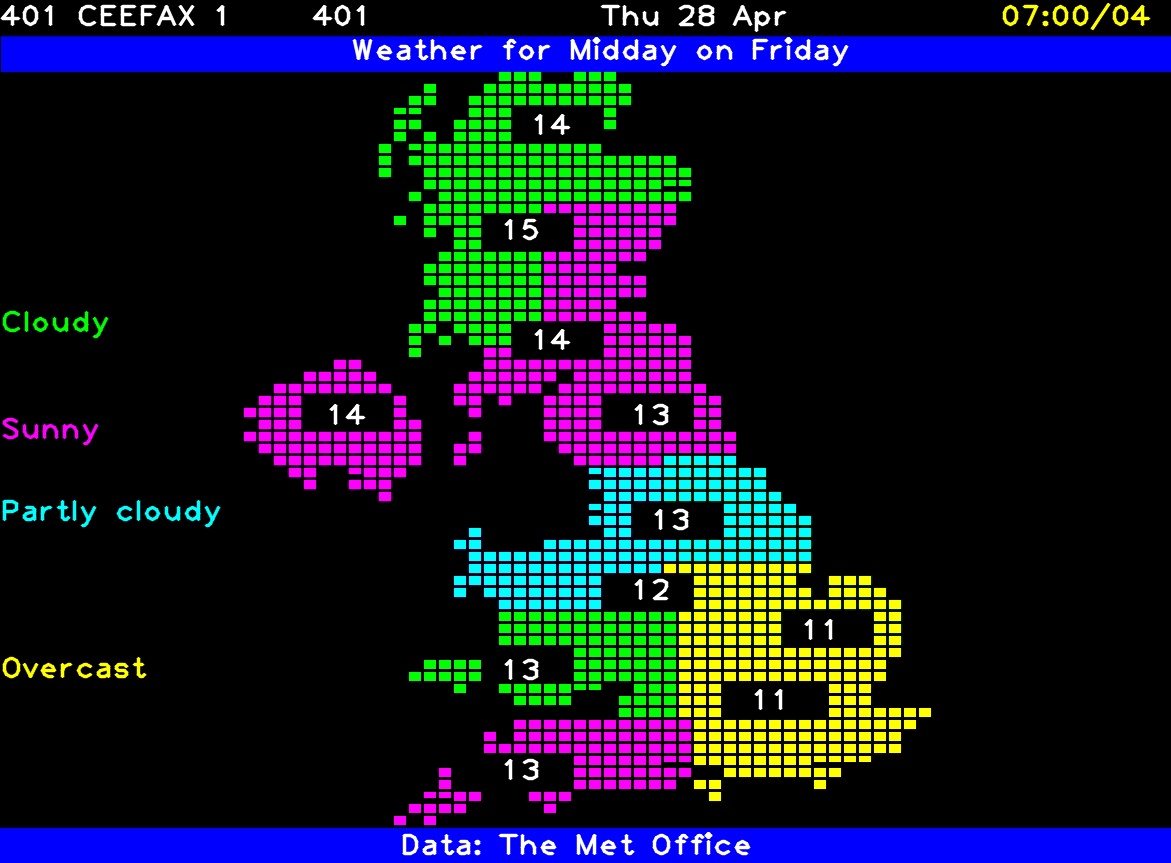 401 CEEFAX 1 401 Thu 28 Apr 07:00/04
Weather for Midday on Friday
14
15
Cloudy
14
14 13
Sunny
Partly cloudy
13
12
11
Overcast
13
11
13
Data: The Met Office